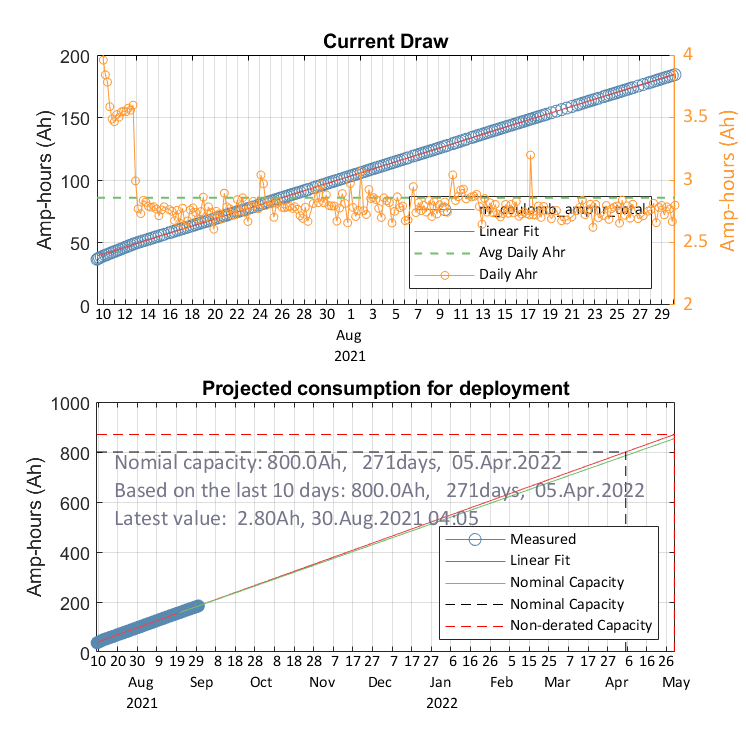 Current Draw
200
150
100
50
0
Amp-hours (Ah)
4
3.5
3
2.5
2
Amp-hours (Ah)
m_coulomb_amphr_total
Linear Fit
Avg Daily Ahr
Daily Ahr
10 12 14 16 18 20 22 24 26 28 30 1 3 5 7 9 11 13 15 17 19 21 23 25 27 29
Aug
2021
Projected consumption for deployment
1000
800
600
400
200
0
Amp-hours (Ah)
Nomial capacity: 800.0Ah, 271days, 05.Apr.2022
Based on the last 10 days: 800.0Ah, 271days, 05.Apr.2022
Latest value: 2.80Ah, 30.Aug.2021 04:05
Measured
Linear Fit
Nominal Capacity
Nominal Capacity
Non-derated Capacity
10 20 30 9 19 29 8 18 28 8 18 28 7 17 27 7 17 27 6 16 26 5 15 25 7 17 27 6 16 26
Aug Sep Oct Nov Dec Jan Feb Mar Apr May
2021 2022